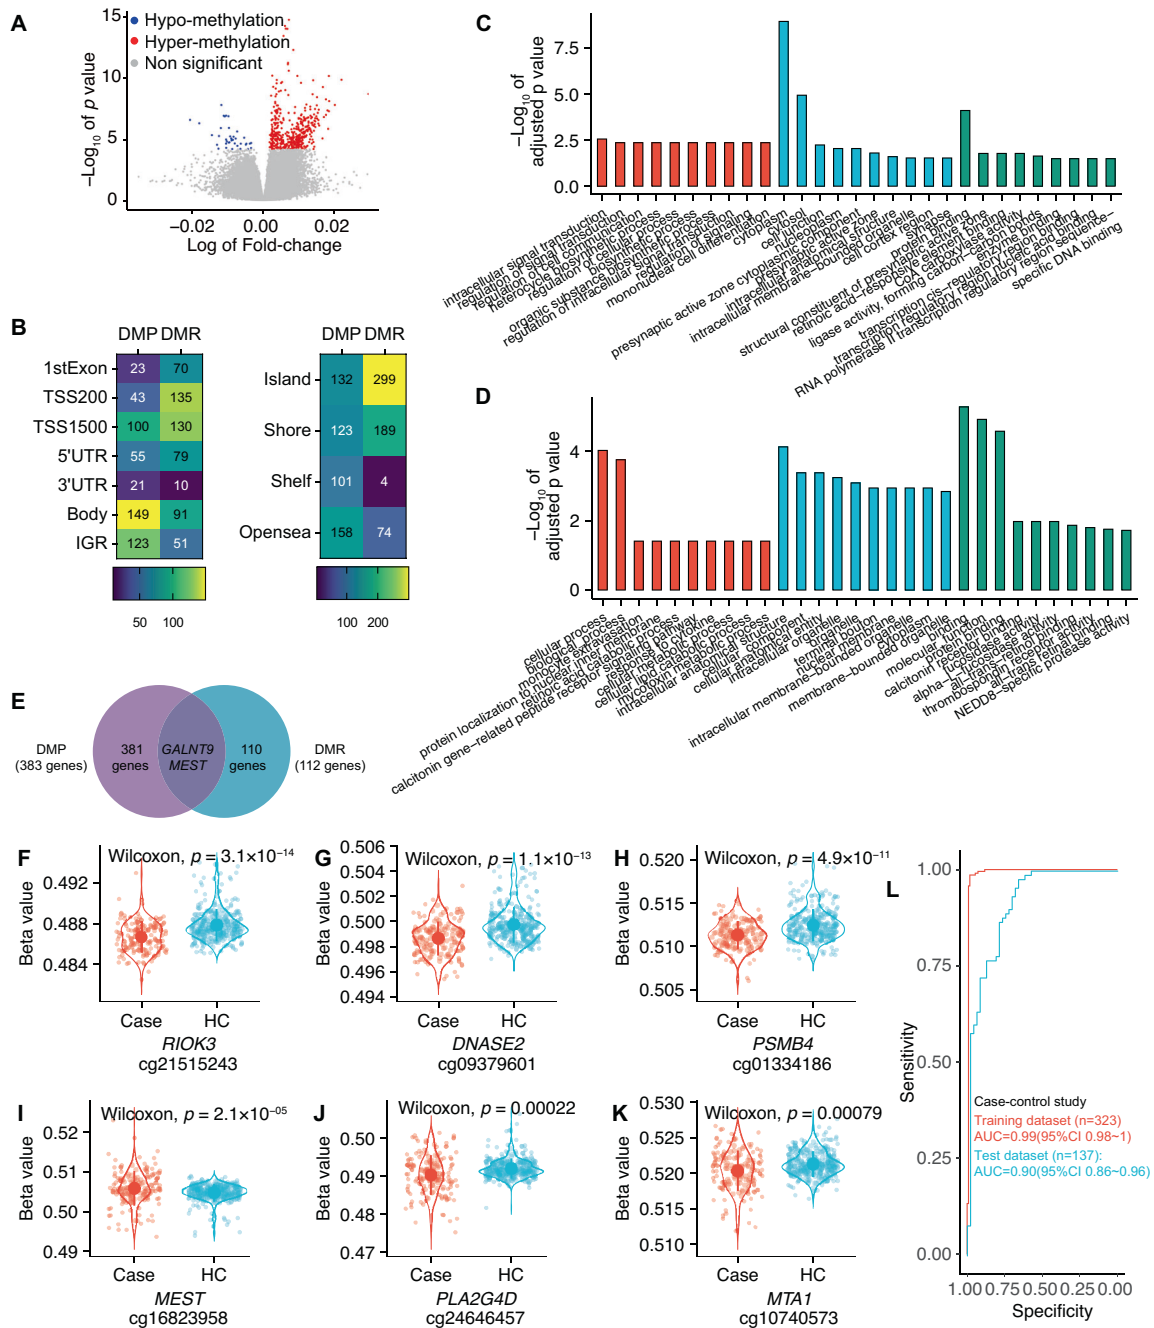 A
15
10
5
0
−Log10 of p value
Hypo-methylation
Hyper-methylation
Non significant
−0.02
0.00
0.02
Log of Fold-change
B
DMP DMR
1stExon 23 70
TSS200 43 135
TSS1500 100 130
5'UTR 55 79
3'UTR 21 10
Body 149 91
IGR 123 51
50 100
DMP DMR
Island 132 299
Shore 123 189
Shelf 101 4
Opensea 158 74
100 200
C
−Log10 of
adjusted p value
7.5
5.0
2.5
0.0
intracellular signal transduction
regulation of signal transduction
regulation of cell communication
heterocycle biosynthetic process
regulation of cellular process
biosynthetic process
organic substance biosynthetic process
regulation of intracellular signal transduction
regulation of signaling
mononuclear cell differentiation
cytoplasm
cytosol
cell junction
nucleoplasm
presynaptic active zone cytoplasmic component
presynaptic active zone
intracellular anatomical structure
intracellular membrane−bounded organelle
cell cortex region
synapse
protein binding
structural constituent of presynaptic active zone
retinoic acid−responsive element binding
CoA carboxylase activity
ligase activity, forming carbon−carbon bonds
enzyme binding
transcription cis−regulatory region binding
transcription regulatory region nucleic acid binding
RNA polymerase II transcription regulatory region sequence−
specific DNA binding
D
−Log10 of
adjusted p value
4
2
0
cellular process
biological process
monocyte extravasation
protein localization to nuclear inner membrane
retinoic acid catabolic process
calcitonin gene−related peptide receptor signaling pathway
response to cytokine
cellular lipid catabolic process
mycotoxin metabolic process
intracellular anatomical structure
cellular component
cellular anatomical entity
intracellular organelle
organelle
terminal bouton
nuclear membrane
intracellular membrane−bounded organelle
cytoplasm
membrane−bounded organelle
binding
molecular function
protein binding
calcitonin receptor binding
fucosidase activity
alpha−L−fucosidase activity
all−trans−retinol binding
thrombospondin receptor activity
all−trans retinal binding
NEDD8−specific protease activity
E
DMP
(383 genes)
381
genes
GALNT9
MEST
110
genes
DMR
(112 genes)
F
Wilcoxon, p = 3.1×10−14
Beta value
0.492
0.488
0.484
Case HC
RIOK3
cg21515243
G
Wilcoxon, p = 1.1×10−13
Beta value
0.506
0.504
0.502
0.500
0.498
0.496
0.494
Case HC
DNASE2
cg09379601
H
Wilcoxon, p = 4.9×10−11
Beta value
0.520
0.515
0.510
0.505
Case HC
PSMB4
cg01334186
I
Wilcoxon, p = 2.1×10−05
Beta value
0.52
0.51
0.50
0.49
Case HC
MEST
cg16823958
J
Wilcoxon, p = 0.00022
Beta value
0.50
0.49
0.48
0.47
Case HC
PLA2G4D
cg24646457
K
Wilcoxon, p = 0.00079
Beta value
0.530
0.525
0.520
0.515
0.510
Case HC
MTA1
cg10740573
L
Sensitivity
1.00
0.75
0.50
0.25
0.00
Case-control study
Training dataset (n=323)
AUC=0.99(95%CI 0.98~1)
Test dataset (n=137):
AUC=0.90(95%CI 0.86~0.96)
1.00 0.75 0.50 0.25 0.00
Specificity